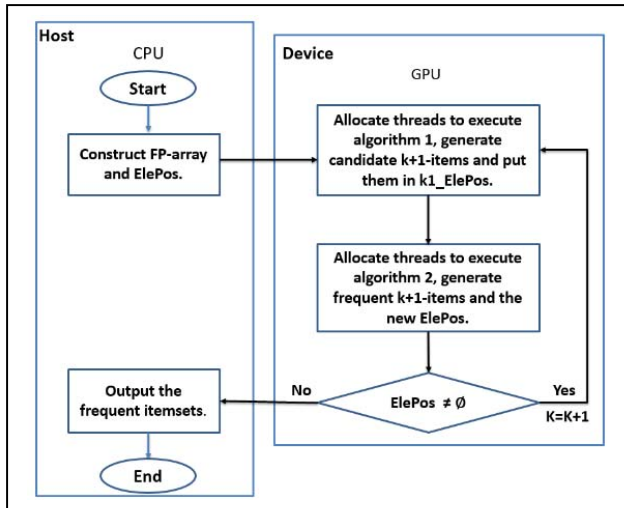 Host
CPU
Start
Construct FP-array
and ElePos.
Output the
frequent itemsets.
End
Device
GPU
Allocate threads to execute
algorithm 1, generate
candidate k+1-items and put
them in k1_ElePos.
Allocate threads to execute
algorithm 2, generate
frequent k+1-items and the
new ElePos.
No
ElePos ≠ Ø
Yes
K=K+1